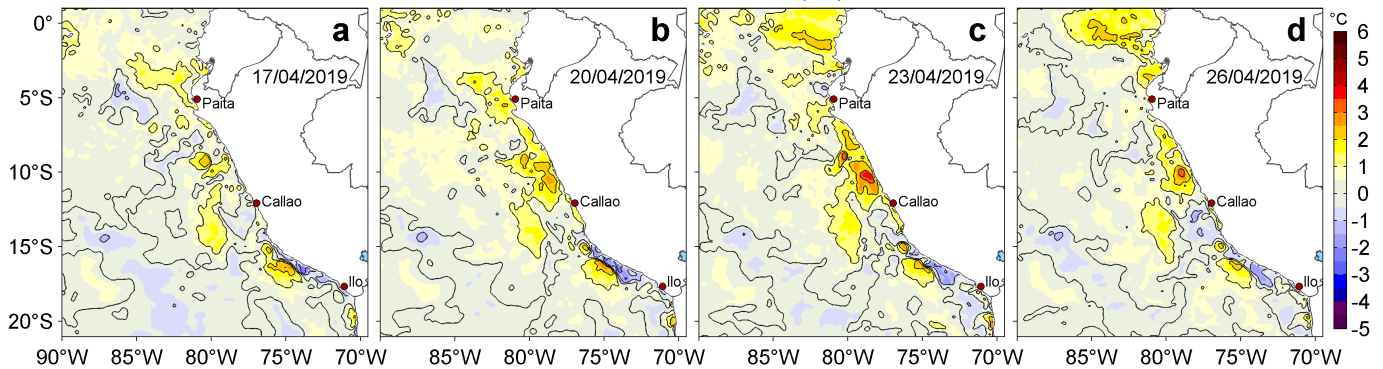 a
b
c
d
°C
0°
5°S
10°S
15°S
20°S
17/04/2019
20/04/2019
23/04/2019
26/04/2019
Paita
Paita
Paita
Paita
Callao
Callao
Callao
Callao
Ilo
Ilo
Ilo
Ilo
6
5
4
3
2
1
0
-1
-2
-3
-4
-5
90°W 85°W 80°W 75°W 70°W
85°W 80°W 75°W 70°W
85°W 80°W 75°W 70°W
85°W 80°W 75°W 70°W